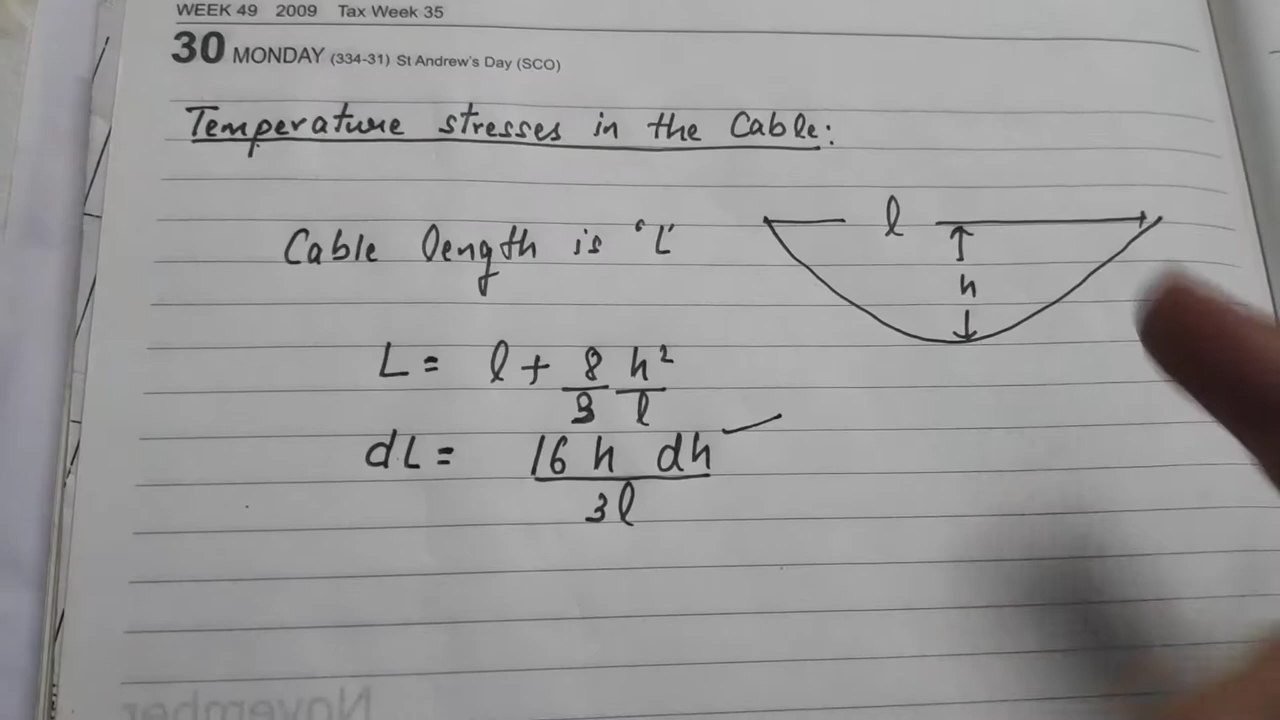 WEEK 49 2009 Tax Week 35
30 MONDAY (334-31) St Andrew's Day (SCO)
Temperature stresses in the Cable:
l
Cable length is 'L'
h
L = l + 8/3 h²/l
dL = 16 h dh / 3l
November